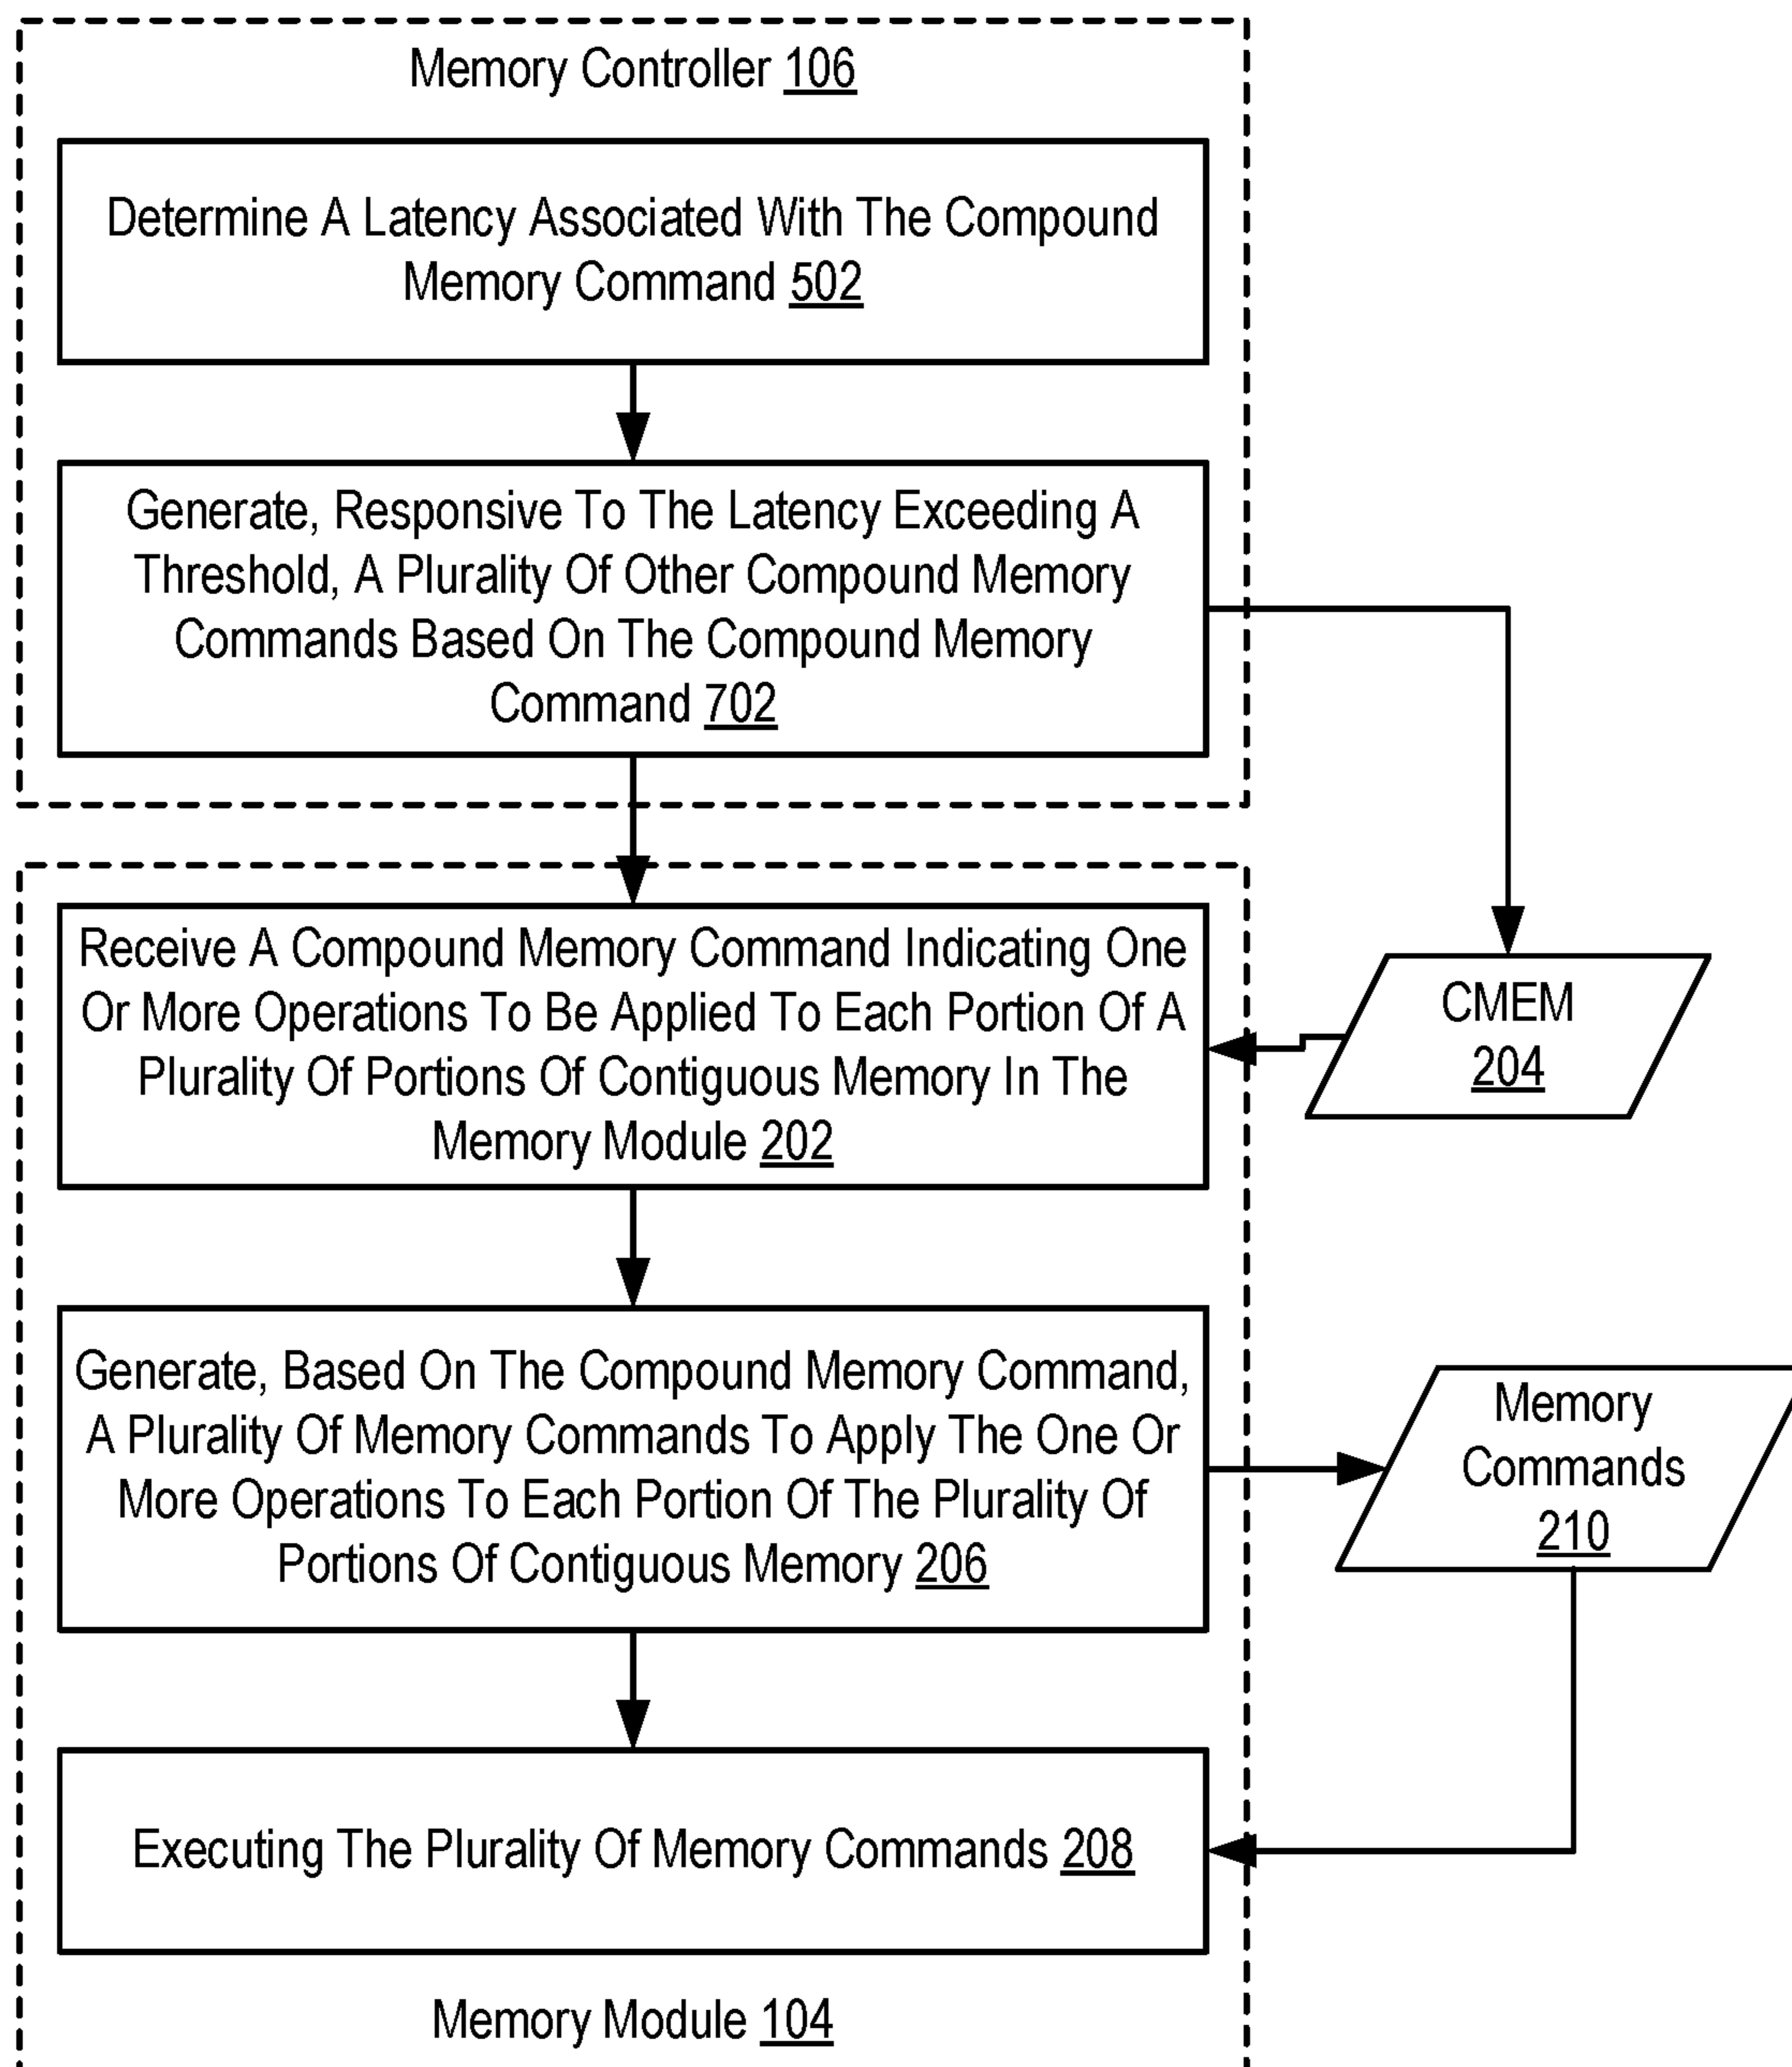 Memory Controller 106
Determine A Latency Associated With The Compound
Memory Command 502
Generate, Responsive To The Latency Exceeding A
Threshold, A Plurality Of Other Compound Memory
Commands Based On The Compound Memory
Command 702
Receive A Compound Memory Command Indicating One
Or More Operations To Be Applied To Each Portion Of A
Plurality Of Portions Of Contiguous Memory In The
Memory Module 202
CMEM
204
Generate, Based On The Compound Memory Command,
A Plurality Of Memory Commands To Apply The One Or
More Operations To Each Portion Of The Plurality Of
Portions Of Contiguous Memory 206
Memory
Commands
210
Executing The Plurality Of Memory Commands 208
Memory Module 104